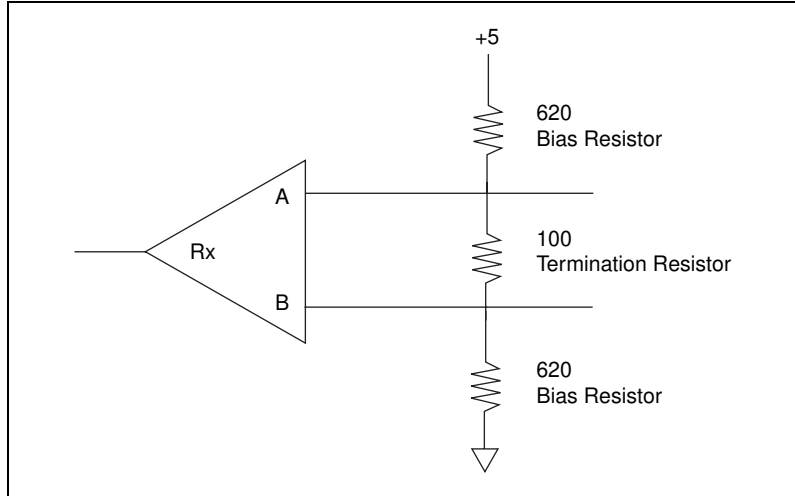 +5
620
Bias Resistor
A
100
Termination Resistor
Rx
B
620
Bias Resistor